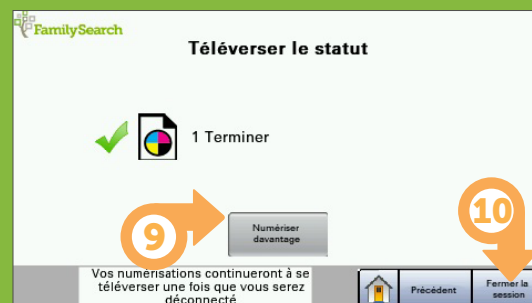 FamilySearch
Téléverser le statut
1 Terminer
Numériser
davantage
9
10
Vos numérisations continueront à se
téléverser une fois que vous serez
déconnecté
Précédent
Fermer la
session